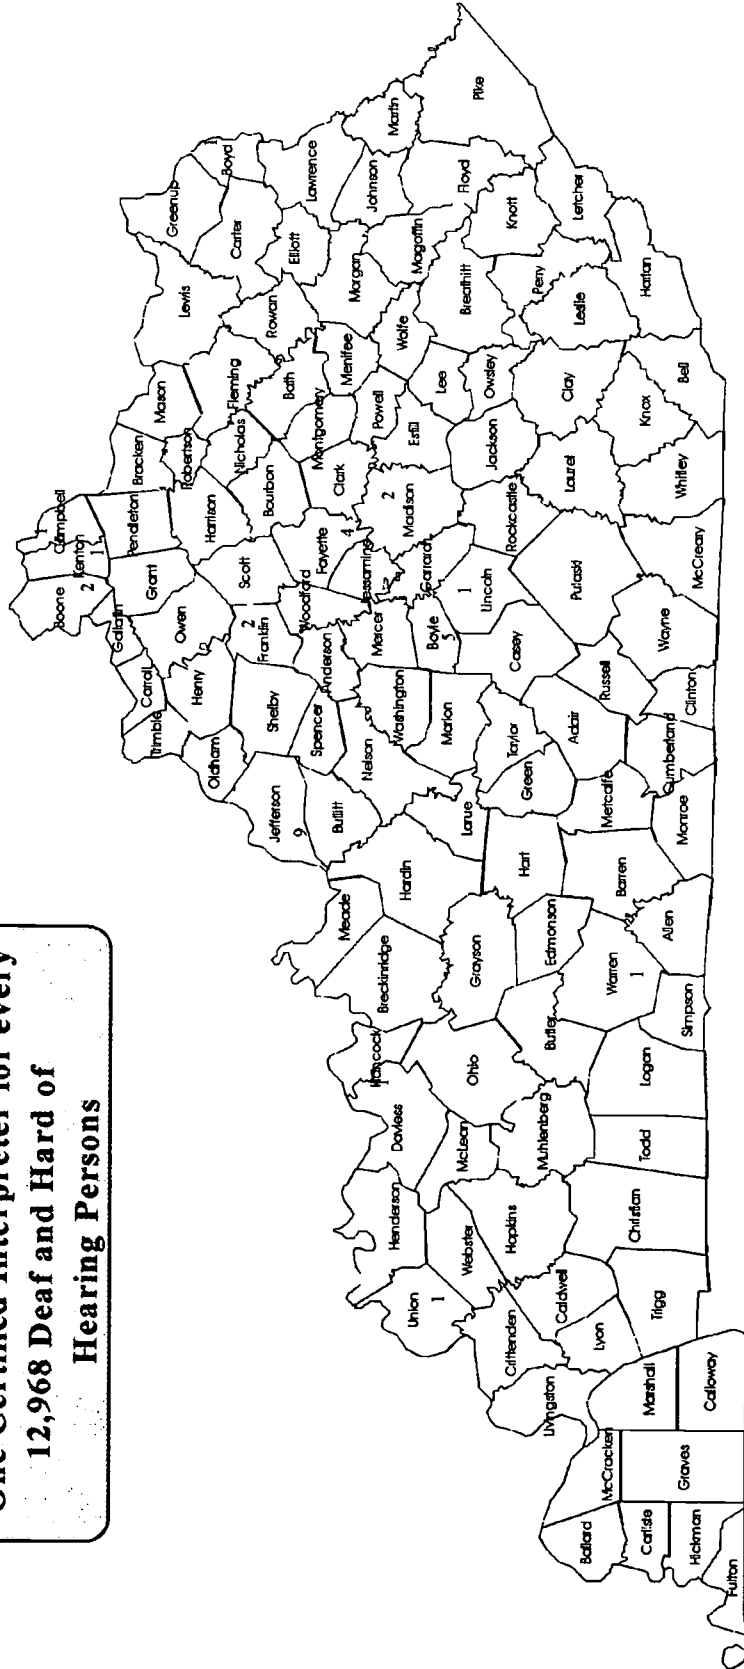 One Certified Interpreter for every
12,968 Deaf and Hard of
Hearing Persons
Boone
2
Kenton
1
Campbell
1
Gallatin
Grant
Pendleton
Bracken
Mason
Lewis
Greenup
Boyd
1
Trimble
Carroll
Owen
Harrison
Robertson
Fleming
Rowan
Carter
Oldham
Henry
Franklin
2
Scott
Nicholas
Bath
Elliott
Lawrence
Jefferson
9
Shelby
Woodford
Fayette
4
Bourbon
Montgomery
Menifee
Morgan
Johnson
Martin
Bullitt
Spencer
Anderson
Jessamine
Clark
Powell
Wolfe
Magoffin
Floyd
Pike
Meade
Hardin
Nelson
Washington
Mercer
Madison
2
Estill
Lee
Breathitt
Knott
Hancock
Breckinridge
Larue
Marion
Boyle
5
Garrard
Lincoln
1
Rockcastle
Jackson
Owsley
Perry
Letcher
Henderson
Daviess
1
Ohio
Grayson
Hart
Green
Taylor
Casey
Pulaski
Laurel
Clay
Leslie
Harlan
Union
1
Webster
McLean
Muhlenberg
Butler
Edmonson
Barren
Metcalfe
Adair
Russell
Wayne
McCreary
Whitley
Knox
Bell
Crittenden
Hopkins
Warren
1
Allen
Monroe
Cumberland
Clinton
Livingston
Lyon
Caldwell
Christian
Todd
Logan
Simpson
Ballard
McCracken
Marshall
Trigg
Carlisle
Graves
Calloway
Hickman
Fulton